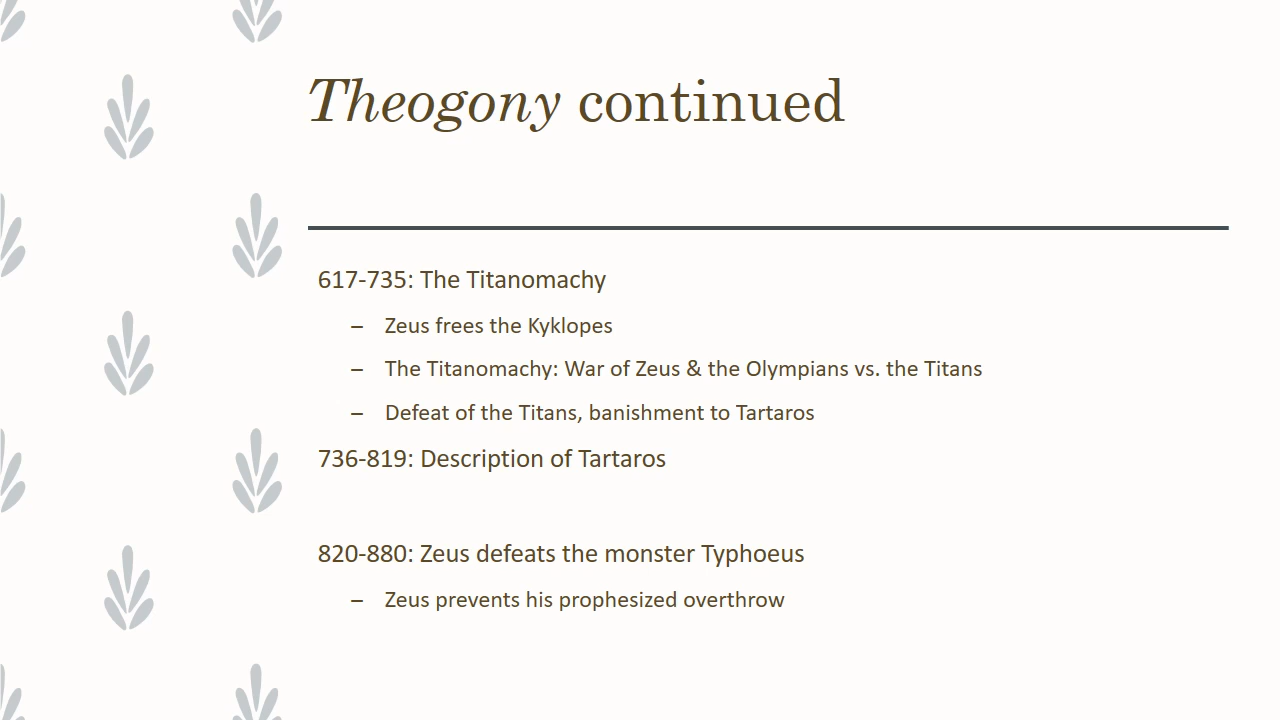 Theogony continued
617-735: The Titanomachy
– Zeus frees the Kyklopes
– The Titanomachy: War of Zeus & the Olympians vs. the Titans
– Defeat of the Titans, banishment to Tartaros
736-819: Description of Tartaros
820-880: Zeus defeats the monster Typhoeus
– Zeus prevents his prophesized overthrow